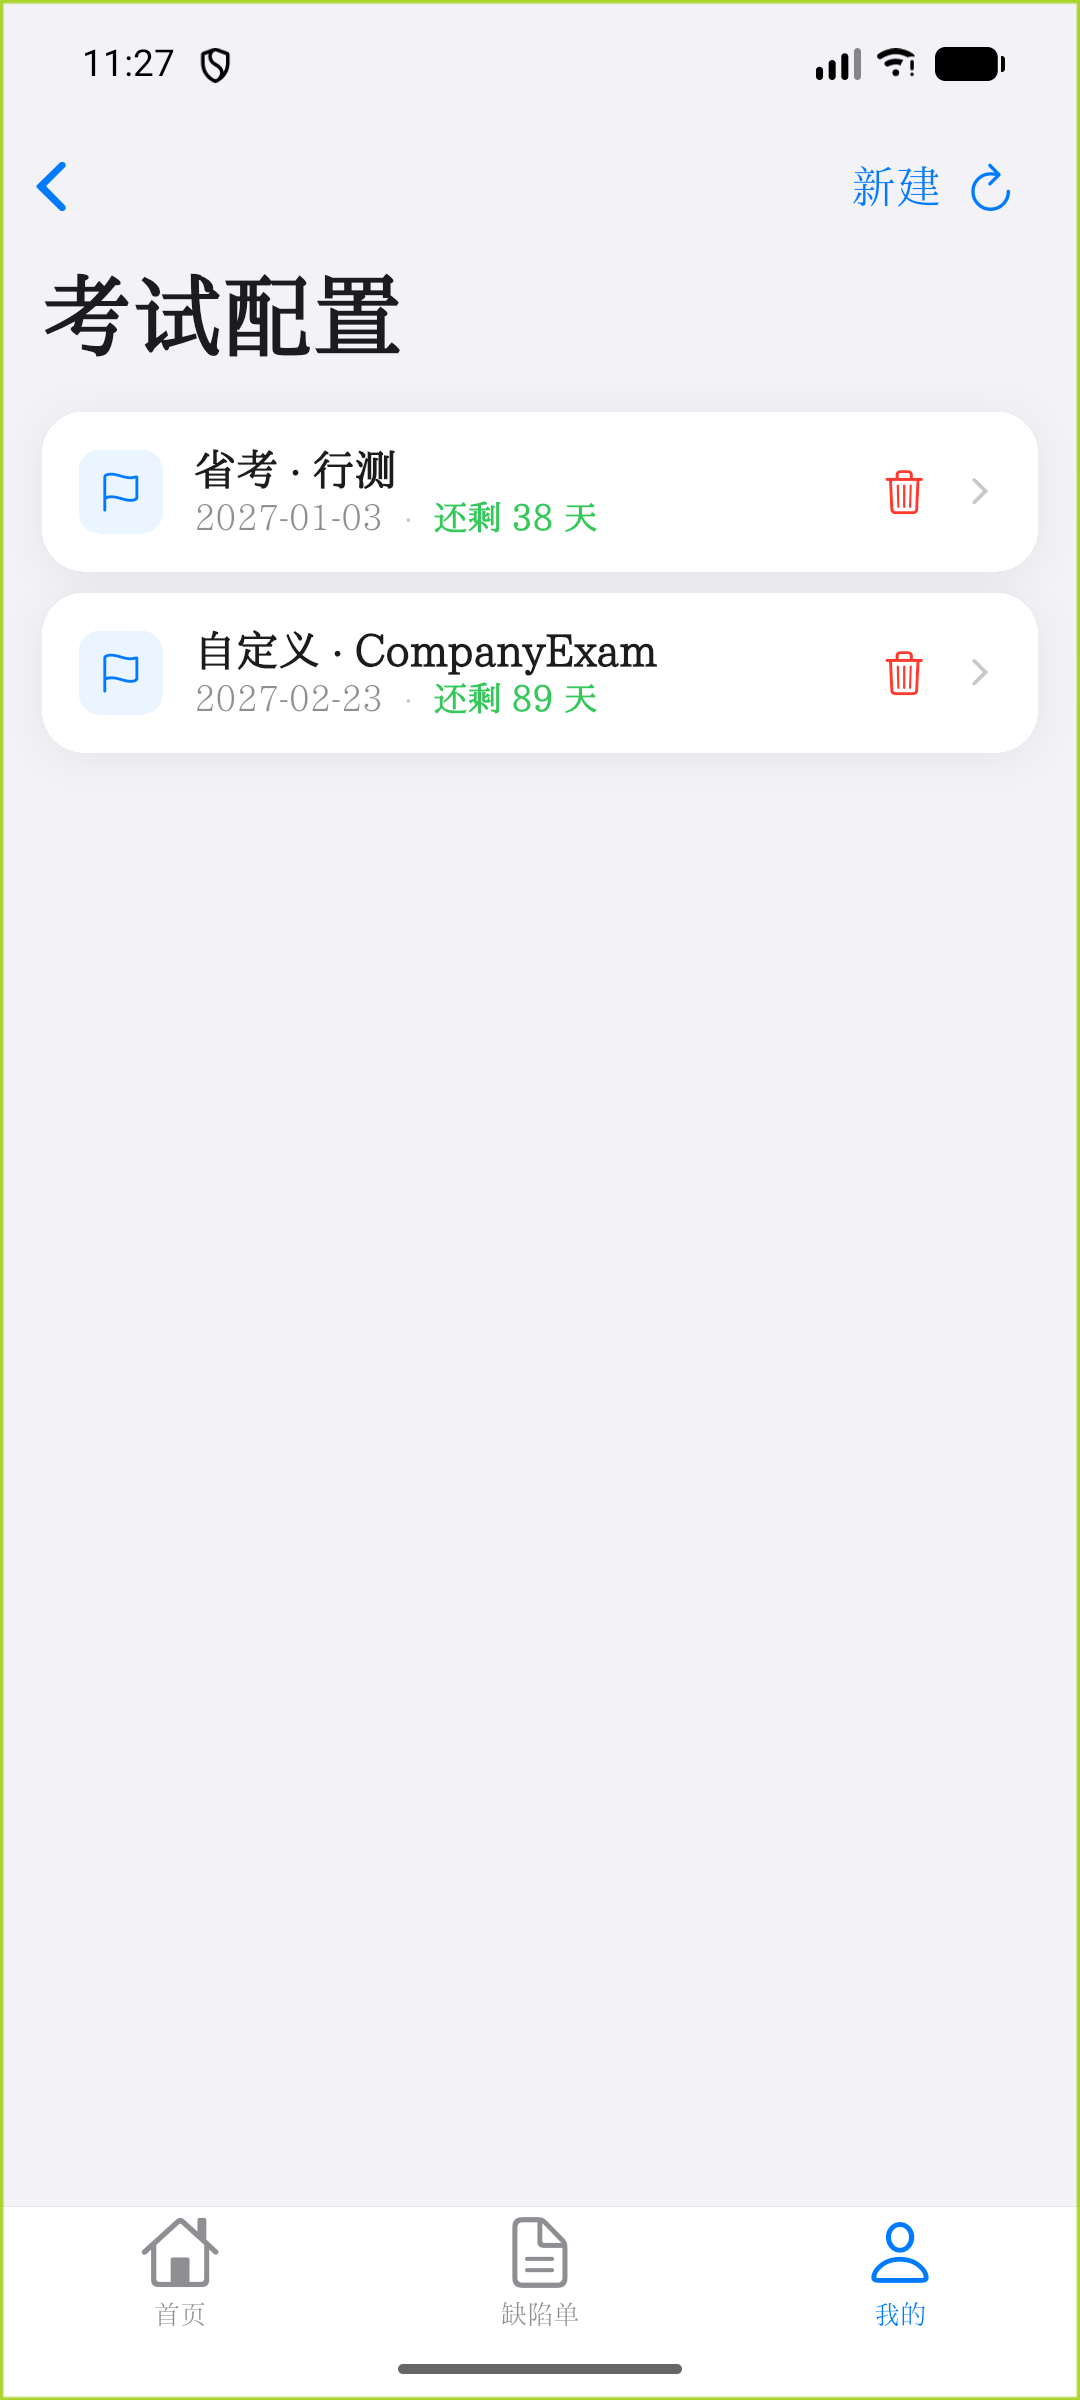 11:27
新建
考试配置
省考 · 行测
2027-01-03 · 还剩 38 天
自定义 · CompanyExam
2027-02-23 · 还剩 89 天
首页
缺陷单
我的